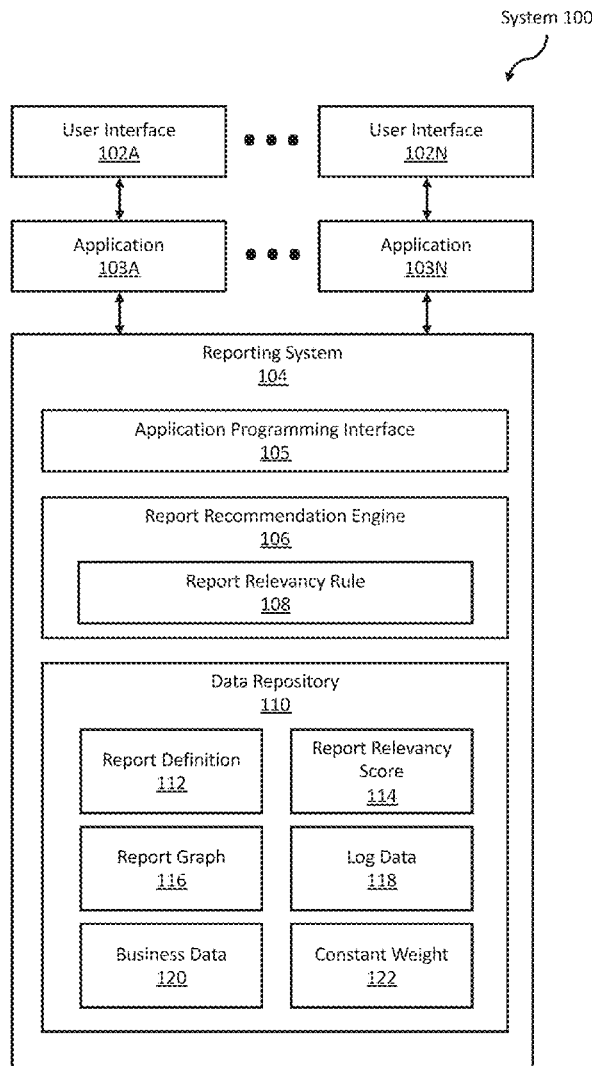 System 100
User Interface
102A
User Interface
102N
Application
103A
Application
103N
Reporting System
104
Application Programming Interface
105
Report Recommendation Engine
106
Report Relevancy Rule
108
Data Repository
110
Report Definition
112
Report Relevancy
Score
114
Report Graph
116
Log Data
118
Business Data
120
Constant Weight
122